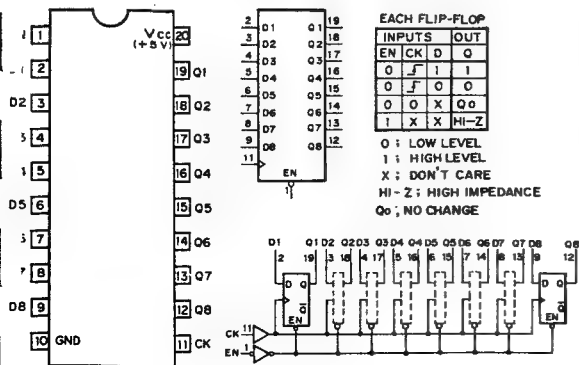 1
VCC 20
(+5V)
2
19 Q1
D2 3
18 Q2
4
17 Q3
5
16 Q4
D5 6
15 Q5
7
14 Q6
8
13 Q7
D8 9
12 Q8
10 GND
11 CK
2 D1 Q1 19
3 D2 Q2 18
4 D3 Q3 17
5 D4 Q4 16
6 D5 Q5 15
7 D6 Q6 14
8 D7 Q7 13
9 D8 Q8 12
11
EN
1
EACH FLIP-FLOP
INPUTS OUT
EN CK D Q
0 1 1
0 0 0
0 0 X Qo
1 X X HI-Z
0 ; LOW LEVEL
1 ; HIGH LEVEL
X ; DON'T CARE
HI-Z ; HIGH IMPEDANCE
Qo ; NO CHANGE
D1 Q1 D2 Q2 D3 Q3 D4 Q4 D5 Q5 D6 Q6 D7 Q7 D8 Q8
2 19 3 18 4 17 5 16 6 15 7 14 8 13 9 12
D Q
Q
EN
D Q
Q
EN
CK 11
EN 1